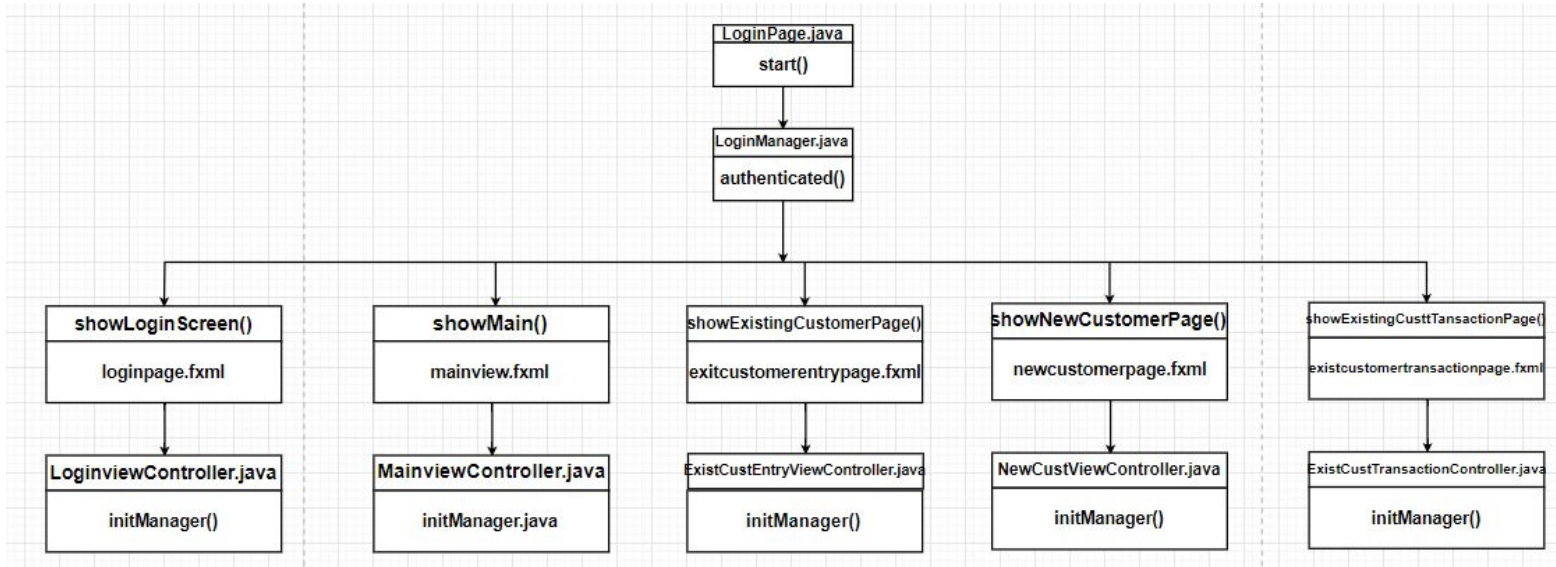 LoginPage.java
start()
LoginManager.java
authenticated()
showLoginScreen()
loginpage.fxml
showMain()
mainview.fxml
showExistingCustomerPage()
exitcustomerentrypage.fxml
showNewCustomerPage()
newcustomerpage.fxml
showExistingCusttTansactionPage()
existcustomertransactionpage.fxml
LoginviewController.java
initManager()
MainviewController.java
initManager.java
ExistCustEntryViewController.java
initManager()
NewCustViewController.java
initManager()
ExistCustTransactionController.java
initManager()